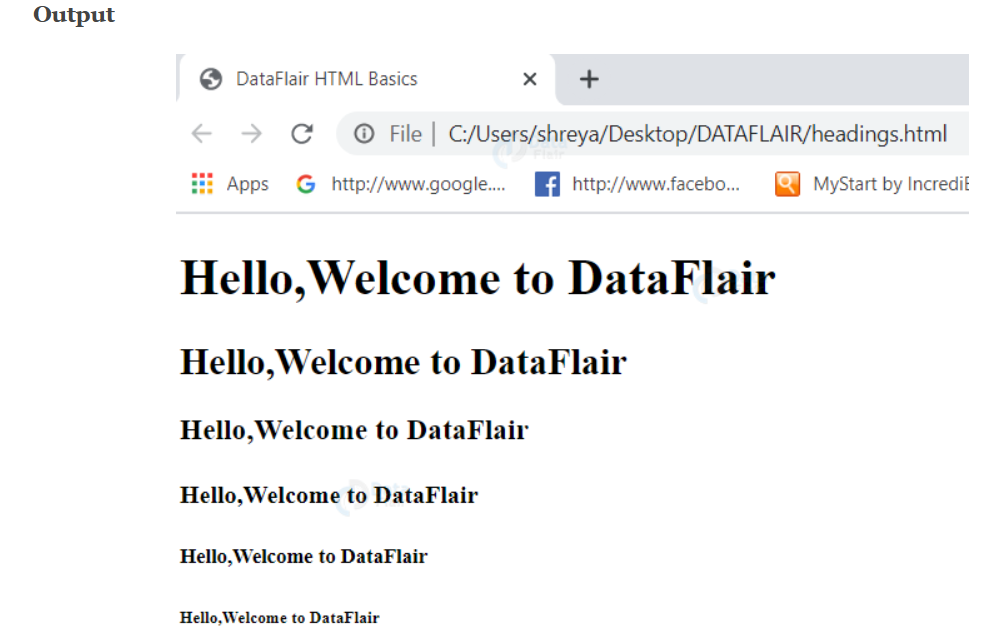 Output
DataFlair HTML Basics
File | C:/Users/shreya/Desktop/DATAFLAIR/headings.html
Apps http://www.google.... http://www.facebo... MyStart by Incredi
Hello,Welcome to DataFlair
Hello,Welcome to DataFlair
Hello,Welcome to DataFlair
Hello,Welcome to DataFlair
Hello,Welcome to DataFlair
Hello,Welcome to DataFlair